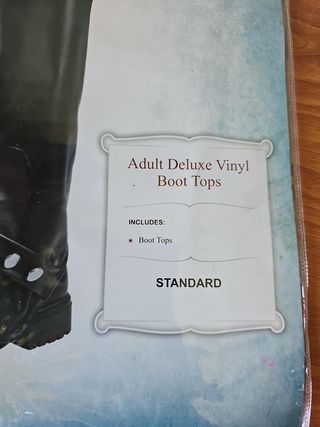 Adult Deluxe Vinyl
Boot Tops
INCLUDES:
★ Boot Tops
STANDARD